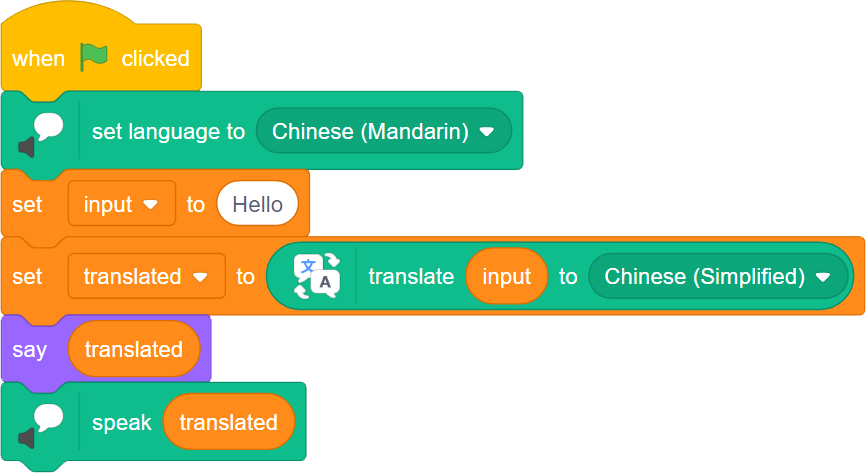 when clicked
set language to Chinese (Mandarin)
set input to Hello
set translated to 文 A translate input to Chinese (Simplified)
say translated
speak translated